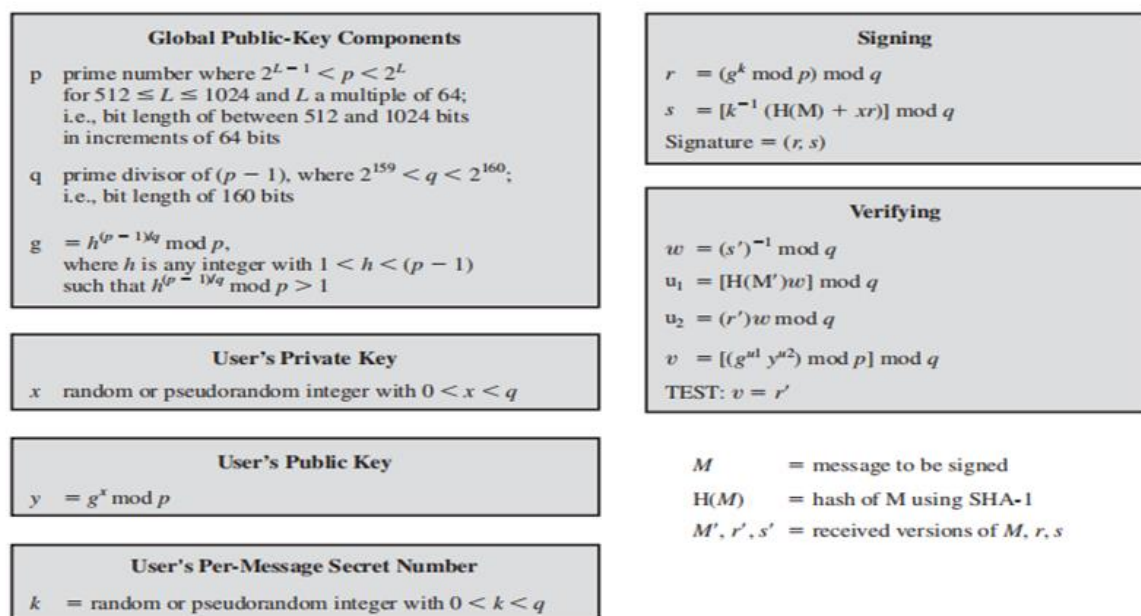 Global Public-Key Components
p prime number where 2^{L – 1} < p < 2^L
for 512 ≤ L ≤ 1024 and L a multiple of 64;
i.e., bit length of between 512 and 1024 bits
in increments of 64 bits
q prime divisor of (p – 1), where 2^{159} < q < 2^{160};
i.e., bit length of 160 bits
g = h^{(p – 1)/q} mod p,
where h is any integer with 1 < h < (p – 1)
such that h^{(p – 1)/q} mod p > 1
User's Private Key
x random or pseudorandom integer with 0 < x < q
User's Public Key
y = g^x mod p
User's Per-Message Secret Number
k = random or pseudorandom integer with 0 < k < q
Signing
r = (g^k mod p) mod q
s = [k^{–1} (H(M) + xr)] mod q
Signature = (r, s)
Verifying
w = (s')^{–1} mod q
u_1 = [H(M')w] mod q
u_2 = (r')w mod q
v = [(g^{u1} y^{u2}) mod p] mod q
TEST: v = r'
M = message to be signed
H(M) = hash of M using SHA-1
M', r', s' = received versions of M, r, s